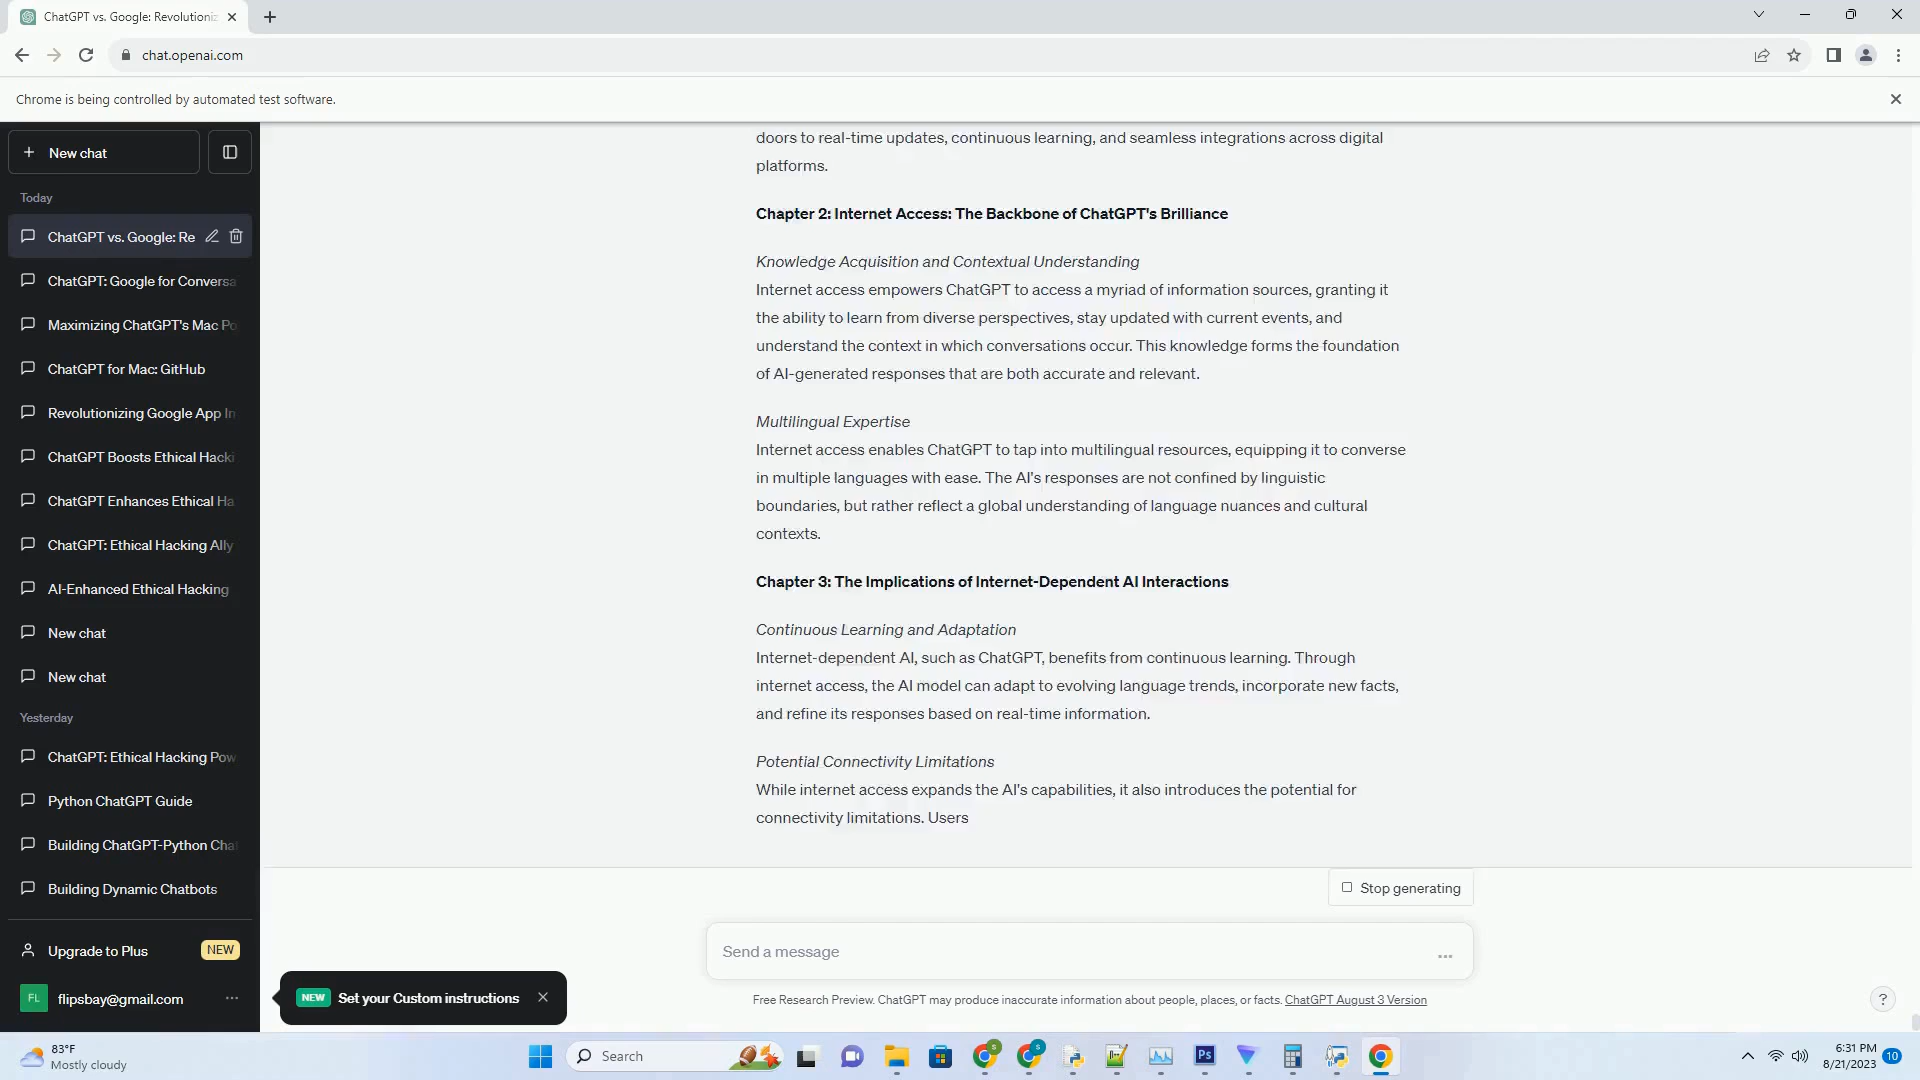 ChatGPT vs. Google: Revolutioniz
chat.openai.com
Chrome is being controlled by automated test software.
New chat
Today
ChatGPT vs. Google: Re
ChatGPT: Google for Conversa
Maximizing ChatGPT's Mac Po
ChatGPT for Mac: GitHub
Revolutionizing Google App In
ChatGPT Boosts Ethical Hacki
ChatGPT Enhances Ethical Ha
ChatGPT: Ethical Hacking Ally
AI-Enhanced Ethical Hacking
New chat
New chat
Yesterday
ChatGPT: Ethical Hacking Pow
Python ChatGPT Guide
Building ChatGPT-Python Cha
Building Dynamic Chatbots
Upgrade to Plus NEW
FL flipsbay@gmail.com
doors to real-time updates, continuous learning, and seamless integrations across digital
platforms.
Chapter 2: Internet Access: The Backbone of ChatGPT's Brilliance
Knowledge Acquisition and Contextual Understanding
Internet access empowers ChatGPT to access a myriad of information sources, granting it
the ability to learn from diverse perspectives, stay updated with current events, and
understand the context in which conversations occur. This knowledge forms the foundation
of AI-generated responses that are both accurate and relevant.
Multilingual Expertise
Internet access enables ChatGPT to tap into multilingual resources, equipping it to converse
in multiple languages with ease. The AI's responses are not confined by linguistic
boundaries, but rather reflect a global understanding of language nuances and cultural
contexts.
Chapter 3: The Implications of Internet-Dependent AI Interactions
Continuous Learning and Adaptation
Internet-dependent AI, such as ChatGPT, benefits from continuous learning. Through
internet access, the AI model can adapt to evolving language trends, incorporate new facts,
and refine its responses based on real-time information.
Potential Connectivity Limitations
While internet access expands the AI's capabilities, it also introduces the potential for
connectivity limitations. Users
Stop generating
Send a message
NEW Set your Custom instructions
Free Research Preview. ChatGPT may produce inaccurate information about people, places, or facts. ChatGPT August 3 Version
?
83°F
Mostly cloudy
Search
S
S
Ps
6:31 PM
8/21/2023
10